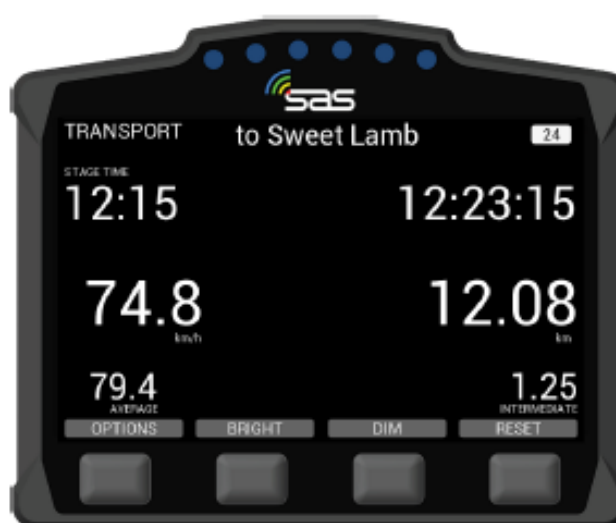 sas
TRANSPORT to Sweet Lamb 24
STAGE TIME
12:15 12:23:15
74.8 12.08
km/h km
79.4 1.25
AVERAGE INTERMEDIATE
OPTIONS BRIGHT DIM RESET